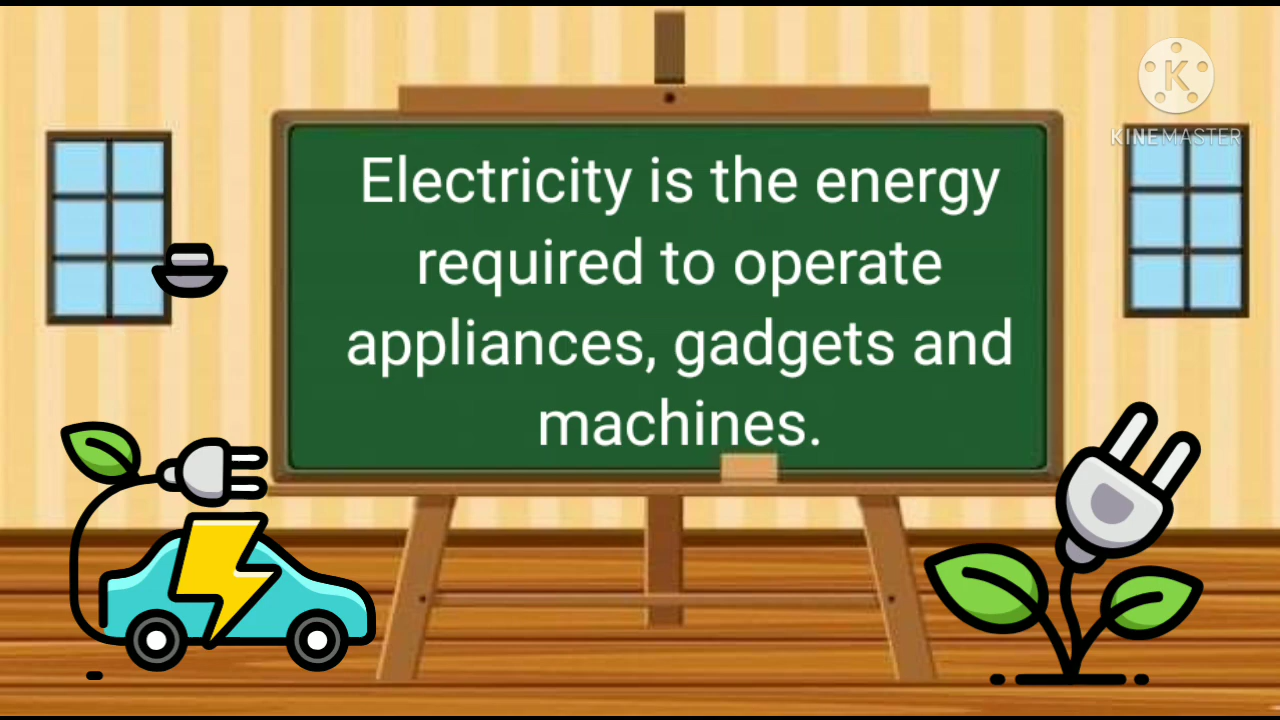 Electricity is the energy
required to operate
appliances, gadgets and
machines.
K
KINEMASTER